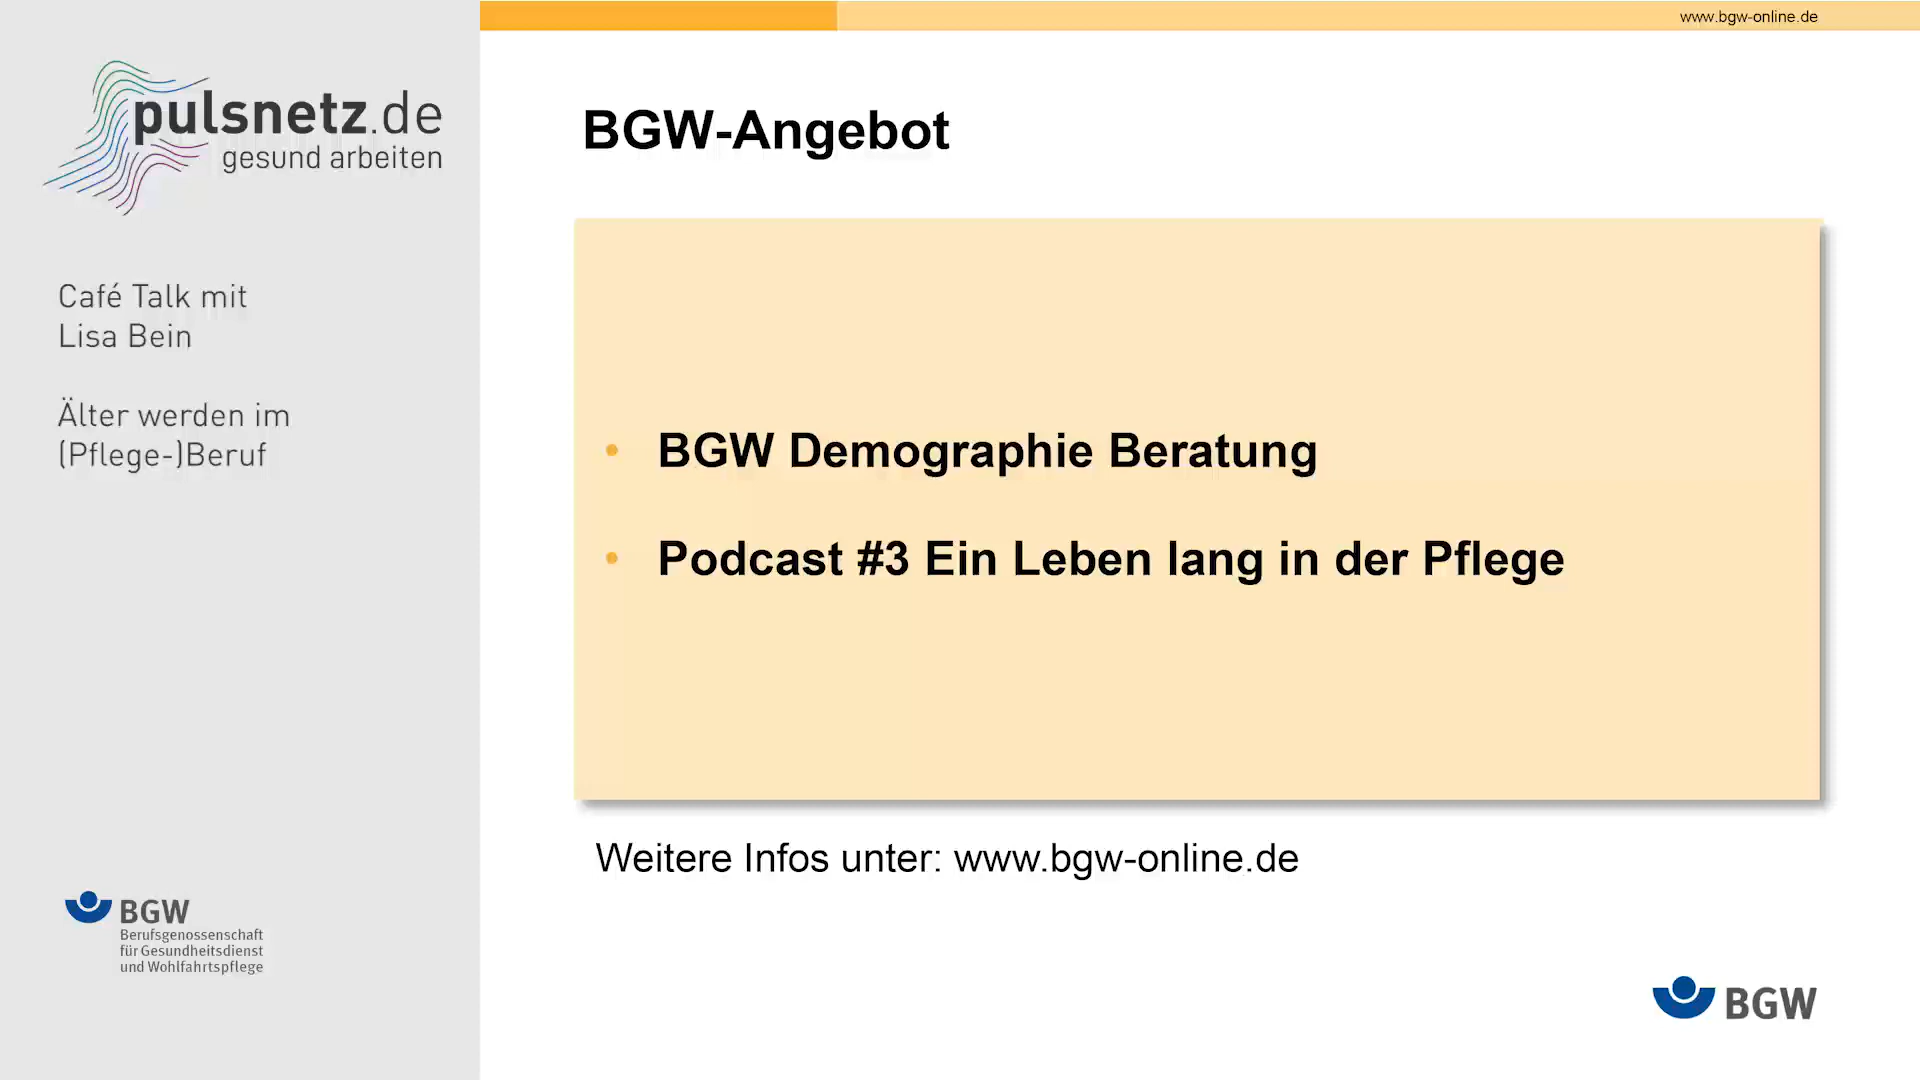 pulsnetz.de
gesund arbeiten
Café Talk mit
Lisa Bein
Älter werden im
(Pflege-)Beruf
BGW
Berufsgenossenschaft
für Gesundheitsdienst
und Wohlfahrtspflege
www.bgw-online.de
BGW-Angebot
• BGW Demographie Beratung
• Podcast #3 Ein Leben lang in der Pflege
Weitere Infos unter: www.bgw-online.de
BGW